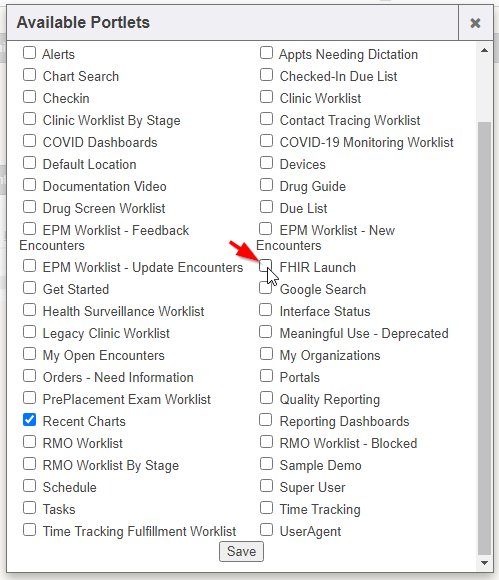 Available Portlets
Alerts Appts Needing Dictation
Chart Search Checked-In Due List
Checkin Clinic Worklist
Clinic Worklist By Stage Contact Tracing Worklist
COVID Dashboards COVID-19 Monitoring Worklist
Default Location Devices
Documentation Video Drug Guide
Drug Screen Worklist Due List
EPM Worklist - Feedback EPM Worklist - New
Encounters Encounters
EPM Worklist - Update Encounters FHIR Launch
Get Started Google Search
Health Surveillance Worklist Interface Status
Legacy Clinic Worklist Meaningful Use - Deprecated
My Open Encounters My Organizations
Orders - Need Information Portals
PrePlacement Exam Worklist Quality Reporting
Recent Charts Reporting Dashboards
RMO Worklist RMO Worklist - Blocked
RMO Worklist By Stage Sample Demo
Schedule Super User
Tasks Time Tracking
Time Tracking Fulfillment Worklist UserAgent
Save